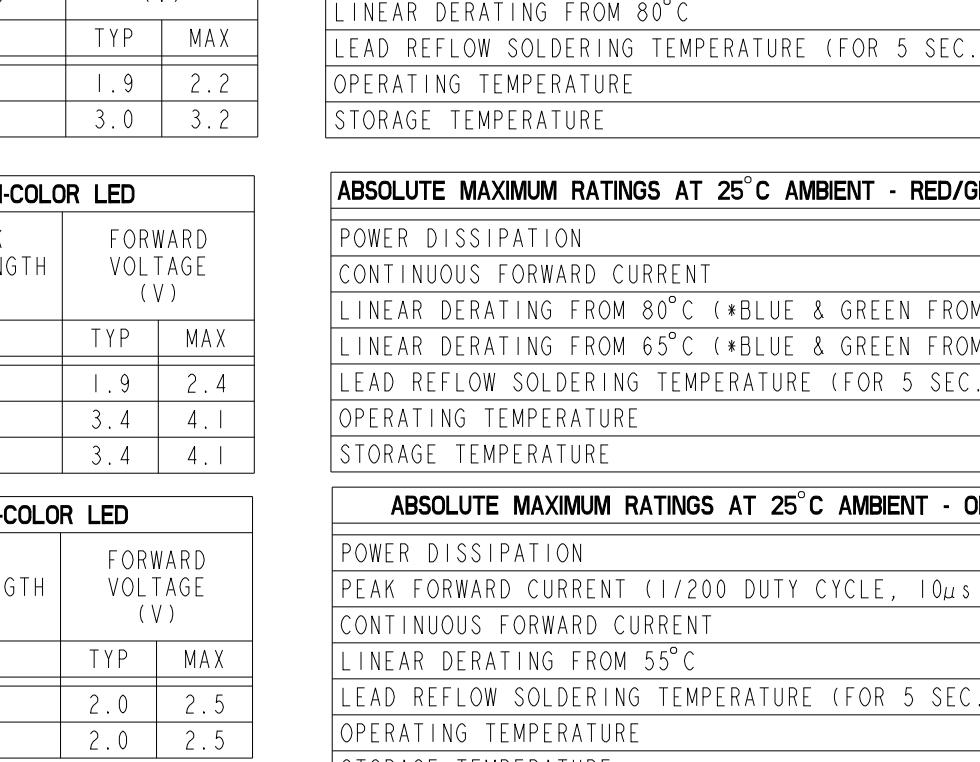 TYP MAX
1.9 2.2
3.0 3.2
LINEAR DERATING FROM 80°C
LEAD REFLOW SOLDERING TEMPERATURE (FOR 5 SEC.
OPERATING TEMPERATURE
STORAGE TEMPERATURE
-COLOR LED
NGTH
FORWARD
VOLTAGE
(V)
TYP MAX
1.9 2.4
3.4 4.1
3.4 4.1
ABSOLUTE MAXIMUM RATINGS AT 25°C AMBIENT - RED/G
POWER DISSIPATION
CONTINUOUS FORWARD CURRENT
LINEAR DERATING FROM 80°C (*BLUE & GREEN FROM
LINEAR DERATING FROM 65°C (*BLUE & GREEN FROM
LEAD REFLOW SOLDERING TEMPERATURE (FOR 5 SEC.
OPERATING TEMPERATURE
STORAGE TEMPERATURE
-COLOR LED
GTH
FORWARD
VOLTAGE
(V)
TYP MAX
2.0 2.5
2.0 2.5
ABSOLUTE MAXIMUM RATINGS AT 25°C AMBIENT -
POWER DISSIPATION
PEAK FORWARD CURRENT (1/200 DUTY CYCLE, 10µs
CONTINUOUS FORWARD CURRENT
LINEAR DERATING FROM 55°C
LEAD REFLOW SOLDERING TEMPERATURE (FOR 5 SEC.
OPERATING TEMPERATURE
STORAGE TEMPERATURE